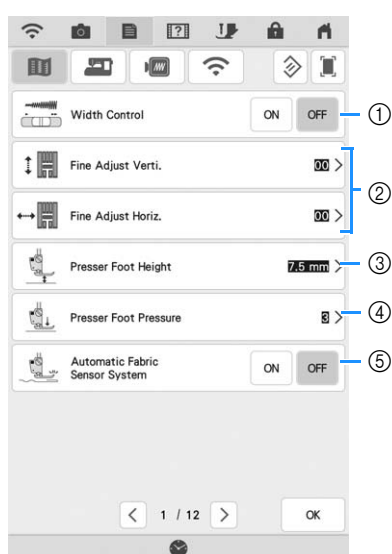 Width Control ON OFF ①
Fine Adjust Verti. 00 >
②
Fine Adjust Horiz. 00 >
Presser Foot Height 7.5 mm > ③
Presser Foot Pressure 3 > ④
Automatic Fabric
Sensor System ON OFF ⑤
< 1 / 12 > OK